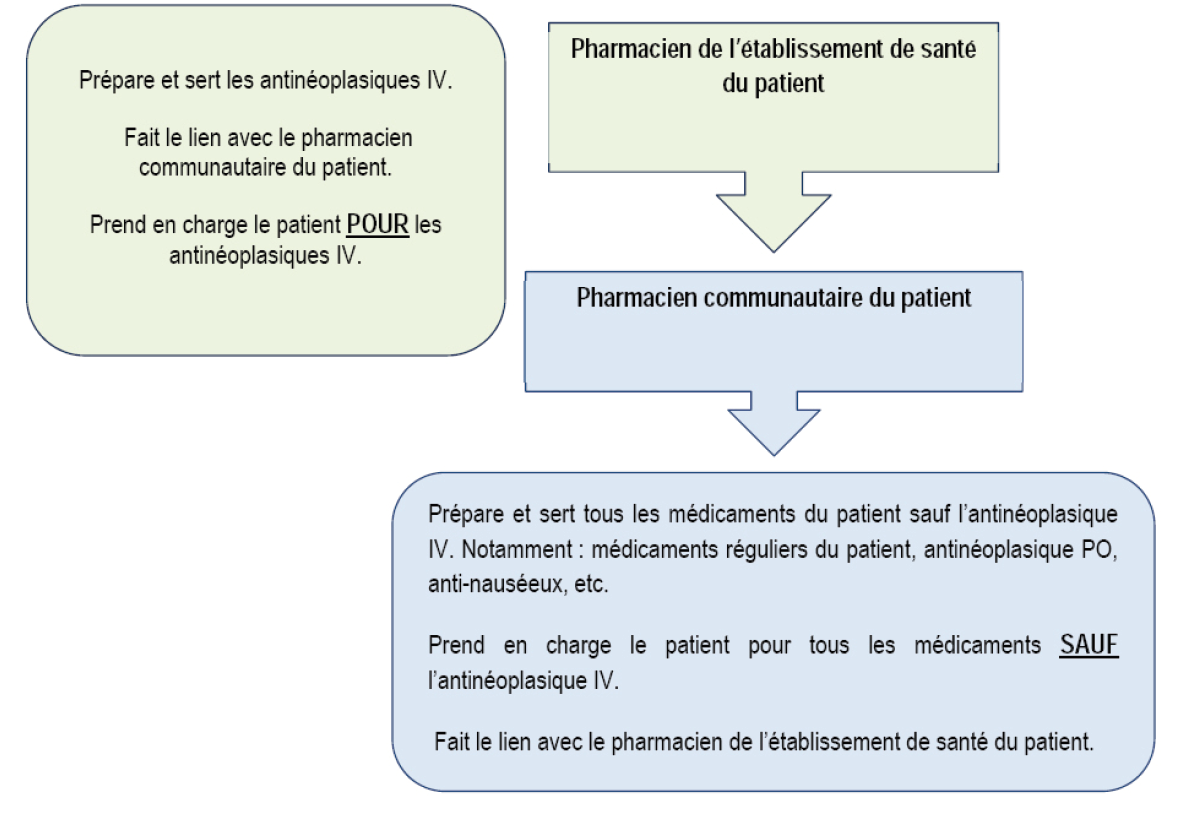 Prépare et sert les antinéoplasiques IV.
Fait le lien avec le pharmacien
communautaire du patient.
Prend en charge le patient POUR les
antinéoplasiques IV.
Pharmacien de l'établissement de santé
du patient
Pharmacien communautaire du patient
Prépare et sert tous les médicaments du patient sauf l'antinéoplasique
IV. Notamment : médicaments réguliers du patient, antinéoplasique PO,
anti-nauséeux, etc.
Prend en charge le patient pour tous les médicaments SAUF
l'antinéoplasique IV.
Fait le lien avec le pharmacien de l'établissement de santé du patient.